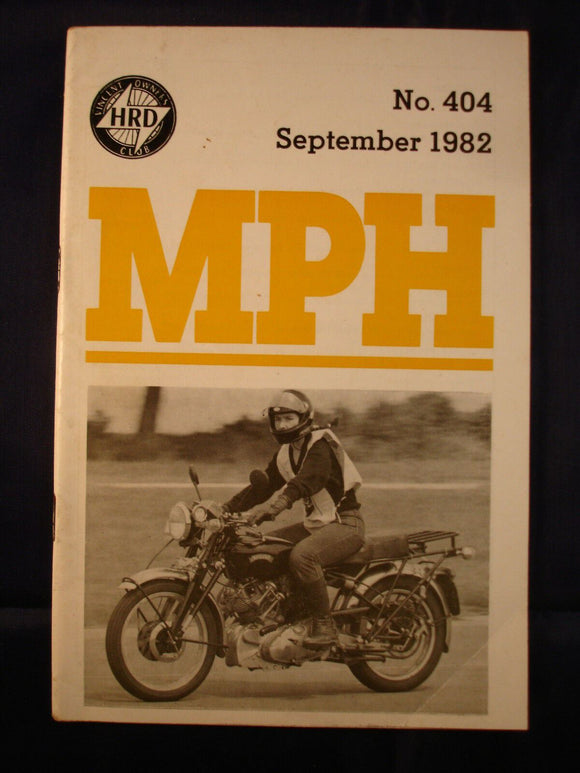 VINCENT OWNERS
HRD
CLUB
No. 404
September 1982
MPH